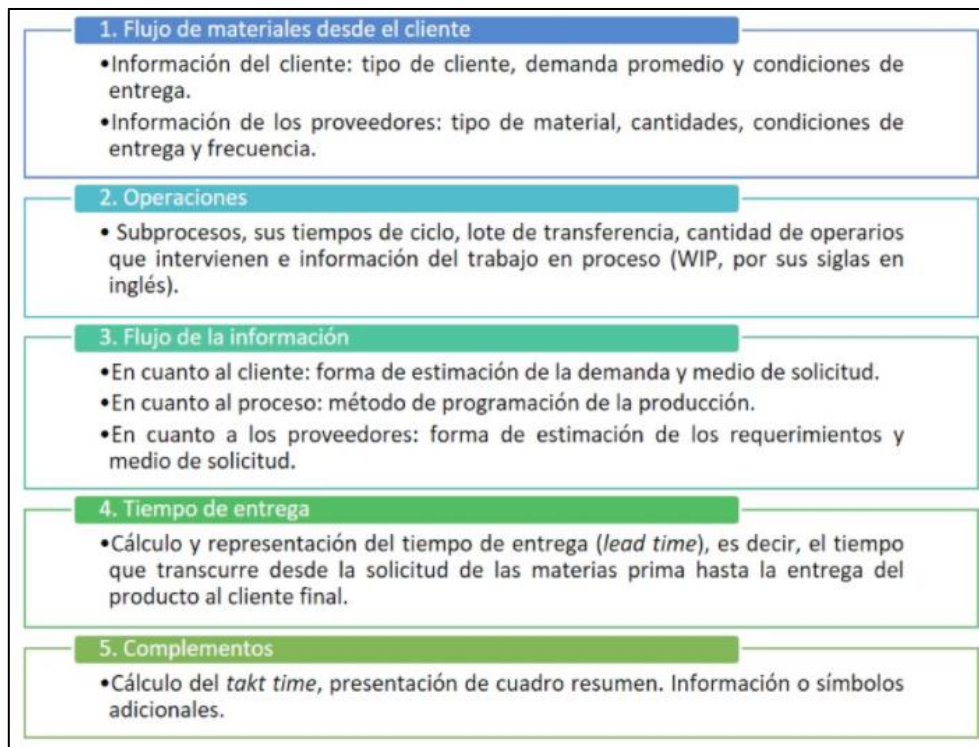 1. Flujo de materiales desde el cliente
•Información del cliente: tipo de cliente, demanda promedio y condiciones de
entrega.
•Información de los proveedores: tipo de material, cantidades, condiciones de
entrega y frecuencia.
2. Operaciones
• Subprocesos, sus tiempos de ciclo, lote de transferencia, cantidad de operarios
que intervienen e información del trabajo en proceso (WIP, por sus siglas en
inglés).
3. Flujo de la información
•En cuanto al cliente: forma de estimación de la demanda y medio de solicitud.
•En cuanto al proceso: método de programación de la producción.
•En cuanto a los proveedores: forma de estimación de los requerimientos y
medio de solicitud.
4. Tiempo de entrega
•Cálculo y representación del tiempo de entrega (lead time), es decir, el tiempo
que transcurre desde la solicitud de las materias prima hasta la entrega del
producto al cliente final.
5. Complementos
•Cálculo del takt time, presentación de cuadro resumen. Información o símbolos
adicionales.